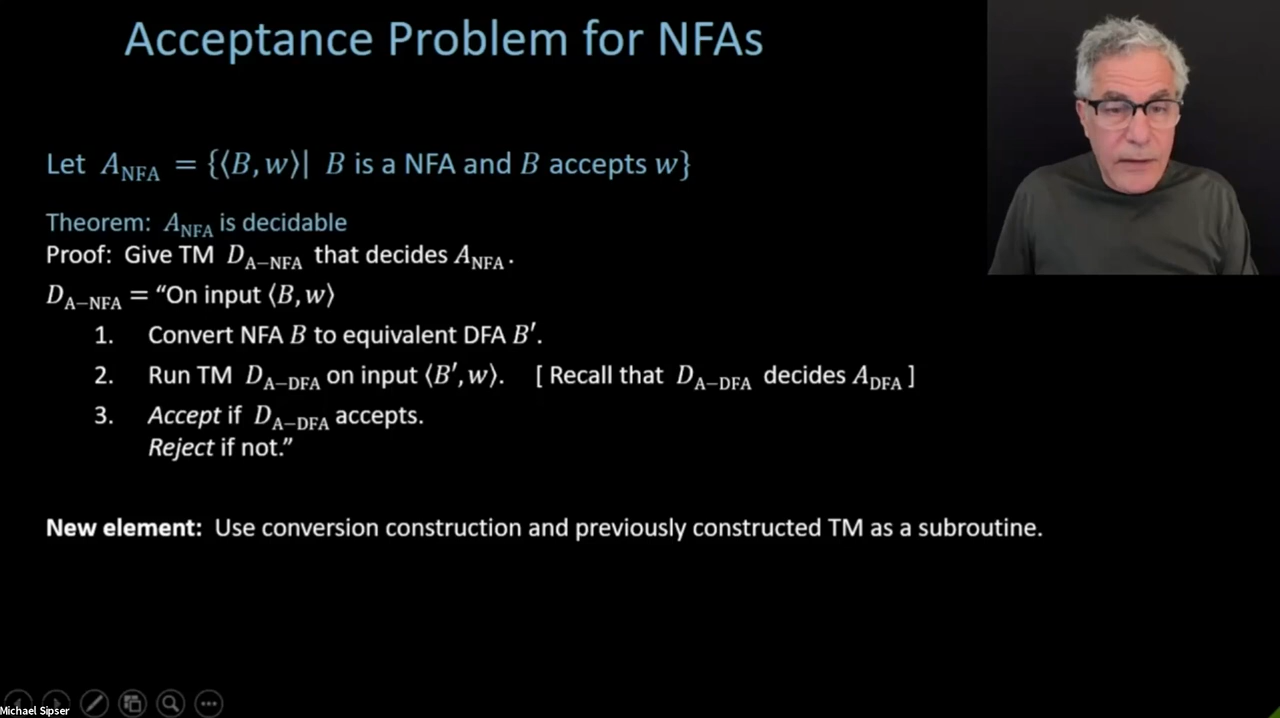 Acceptance Problem for NFAs
Let A_NFA = {⟨B, w⟩| B is a NFA and B accepts w}
Theorem: A_NFA is decidable
Proof: Give TM D_A−NFA that decides A_NFA .
D_A−NFA = “On input ⟨B, w⟩
1. Convert NFA B to equivalent DFA B′.
2. Run TM D_A−DFA on input ⟨B′, w⟩. [ Recall that D_A−DFA decides A_DFA ]
3. Accept if D_A−DFA accepts.
Reject if not.”
New element: Use conversion construction and previously constructed TM as a subroutine.
Michael Sipser